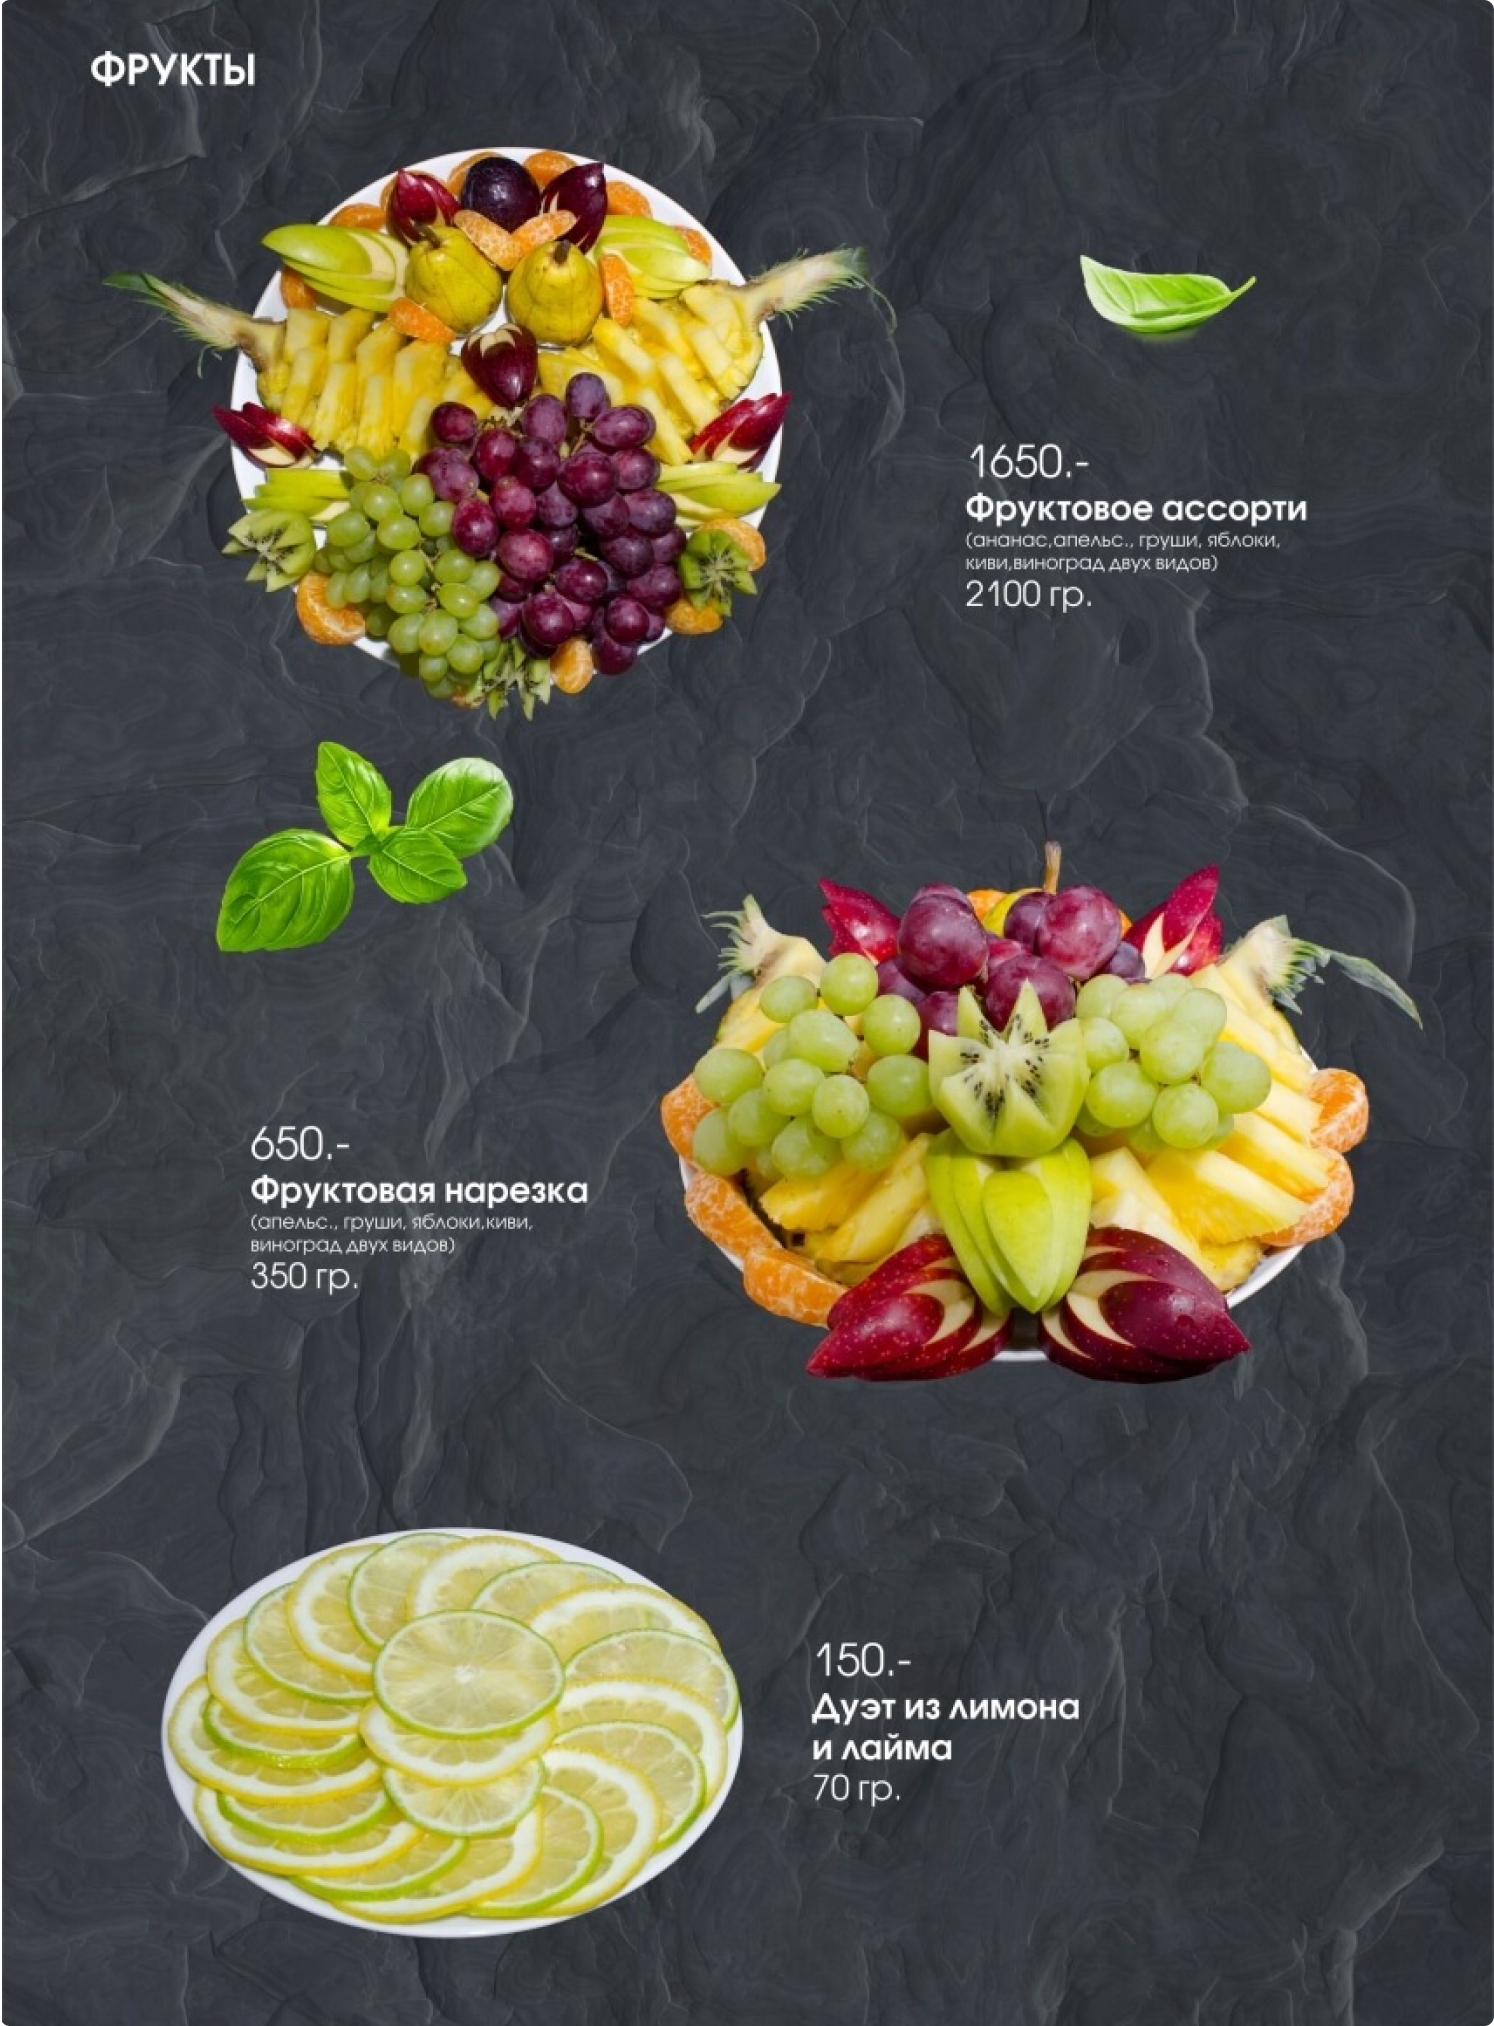 ФРУКТЫ
1650.-
Фруктовое ассорти
(ананас,апельс., груши, яблоки,
киви,виноград двух видов)
2100 гр.
650.-
Фруктовая нарезка
(апельс., груши, яблоки,киви,
виноград двух видов)
350 гр.
150.-
Дуэт из лимона
и лайма
70 гр.